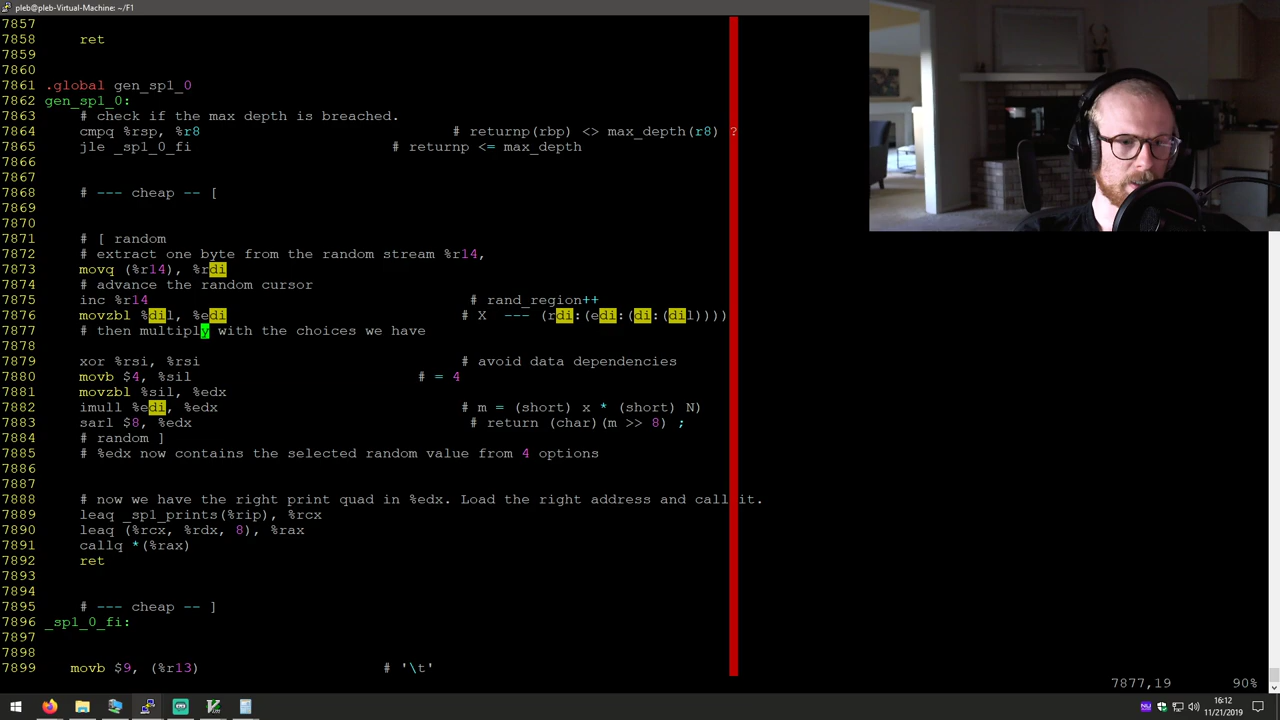 pleb@pleb-Virtual-Machine: ~/F1
7857
7858 ret
7859
7860
7861 .global gen_sp1_0
7862 gen_sp1_0:
7863 # check if the max depth is breached.
7864 cmpq %rsp, %r8 # returnp(rbp) <> max_depth(r8) ?
7865 jle _sp1_0_fi # returnp <= max_depth
7866
7867
7868 # --- cheap -- [
7869
7870
7871 # [ random
7872 # extract one byte from the random stream %r14,
7873 movq (%r14), %rdi
7874 # advance the random cursor
7875 inc %r14 # rand_region++
7876 movzbl %dil, %edi # X --- (rdi:(edi:(di:(dil))))
7877 # then multiply with the choices we have
7878
7879 xor %rsi, %rsi # avoid data dependencies
7880 movb $4, %sil # = 4
7881 movzbl %sil, %edx
7882 imull %edi, %edx # m = (short) x * (short) N)
7883 sarl $8, %edx # return (char)(m >> 8) ;
7884 # random ]
7885 # %edx now contains the selected random value from 4 options
7886
7887
7888 # now we have the right print quad in %edx. Load the right address and call it.
7889 leaq _sp1_prints(%rip), %rcx
7890 leaq (%rcx, %rdx, 8), %rax
7891 callq *(%rax)
7892 ret
7893
7894
7895 # --- cheap -- ]
7896 _sp1_0_fi:
7897
7898
7899 movb $9, (%r13) # '\t'
7877,19 90%
16:12
11/21/2019